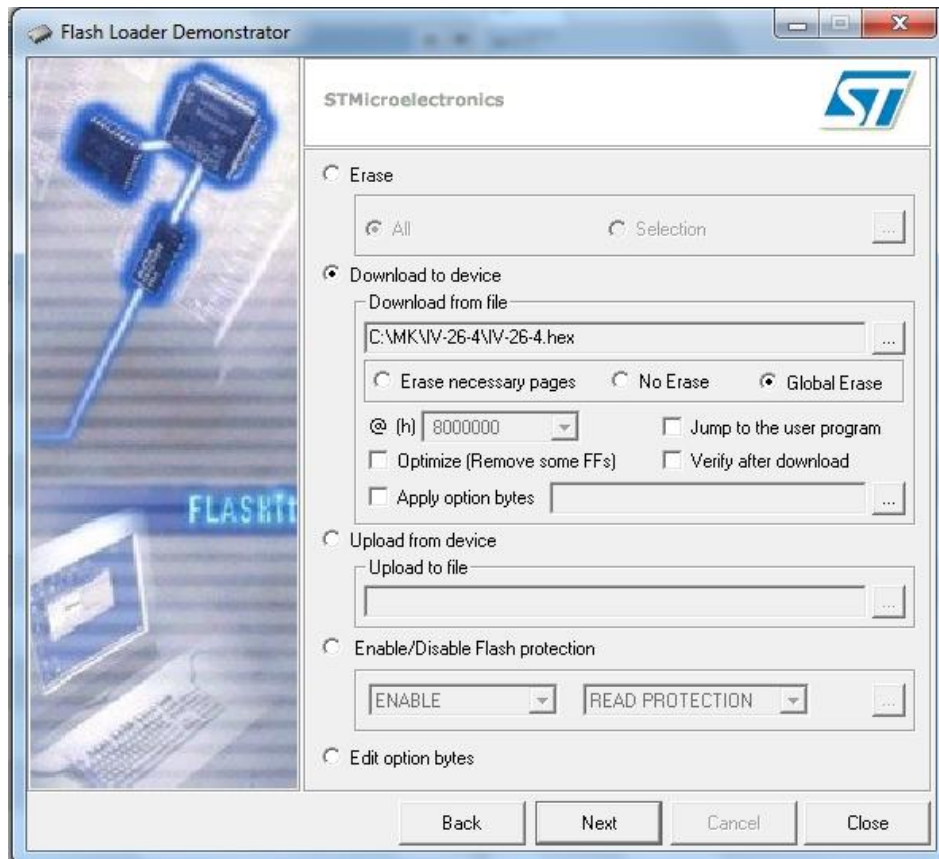 Flash Loader Demonstrator
STMicroelectronics
ST
Erase
All Selection ...
Download to device
Download from file
C:\MK\IV-26-4\IV-26-4.hex ...
Erase necessary pages No Erase Global Erase
@ (h) 8000000 Jump to the user program
Optimize (Remove some FFs) Verify after download
Apply option bytes ...
FLASHit
Upload from device
Upload to file
...
Enable/Disable Flash protection
ENABLE READ PROTECTION ...
Edit option bytes
Back Next Cancel Close